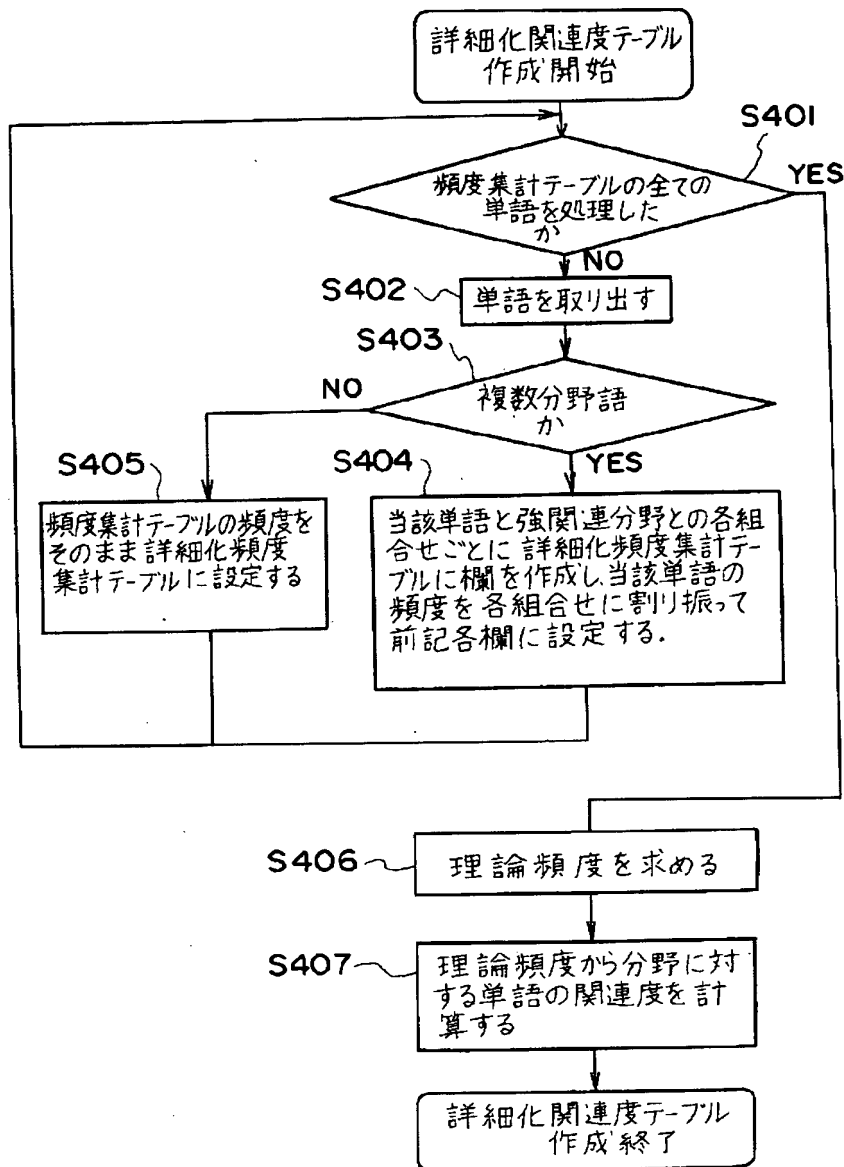 詳細化関連度テーブル
作成開始
S401
YES
頻度集計テーブルの全ての
単語を処理した
か
NO
S402
単語を取り出す
S403
NO
複数分野語
か
S405
S404
YES
頻度集計テーブルの頻度を
そのまま詳細化頻度
集計テーブルに設定する
当該単語と強関連分野との各組
合せごとに詳細化頻度集計テー
ブルに欄を作成し、当該単語の
頻度を各組合せに割り振って
前記各欄に設定する.
S406
理論頻度を求める
S407
理論頻度から分野に対
する単語の関連度を計
算する
詳細化関連度テーブル
作成終了